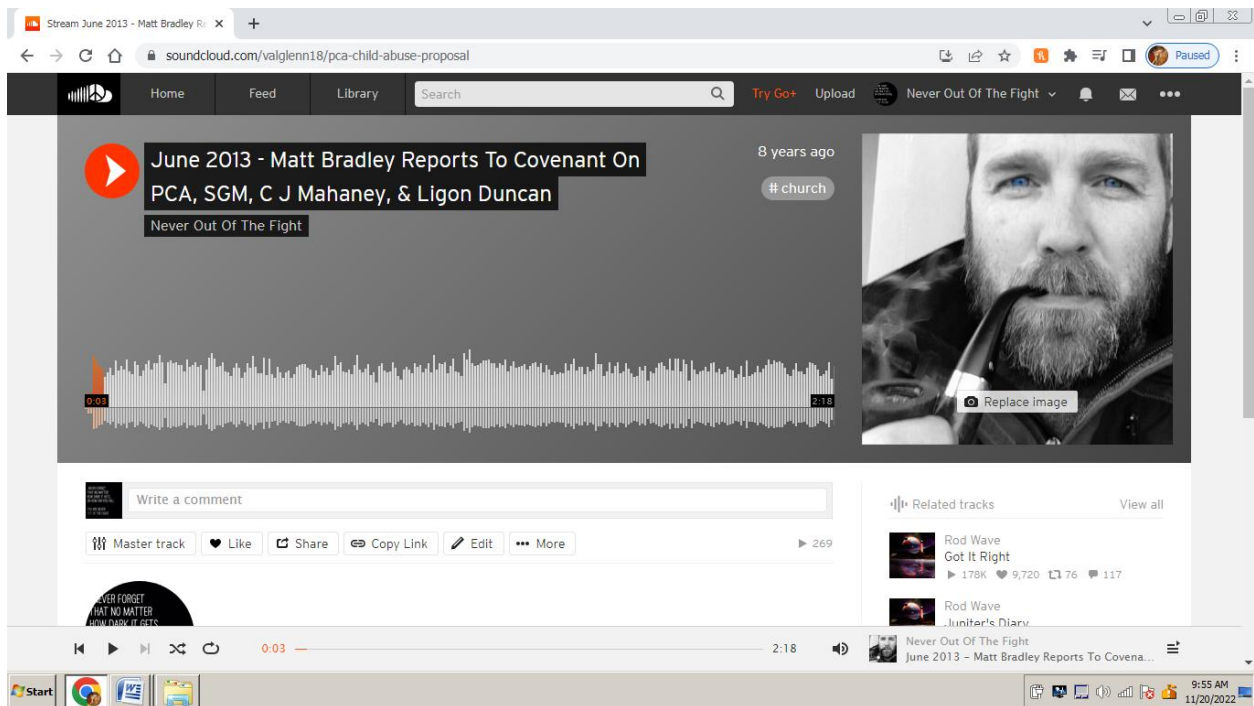 Stream June 2013 - Matt Bradley Re
soundcloud.com/valglenn18/pca-child-abuse-proposal
Paused
Home Feed Library Search Try Go+ Upload Never Out Of The Fight
June 2013 - Matt Bradley Reports To Covenant On
PCA, SGM, C J Mahaney, & Ligon Duncan
Never Out Of The Fight
8 years ago
# church
0:03
2:18
Replace image
Write a comment
Master track Like Share Copy Link Edit More 269
Related tracks View all
Rod Wave
Got It Right
178K 9,720 76 117
Rod Wave
Jupiter's Diary
NEVER FORGET
THAT NO MATTER
HOW DARK IT GETS
0:03 2:18
Never Out Of The Fight
June 2013 - Matt Bradley Reports To Covena...
Start
9:55 AM
11/20/2022